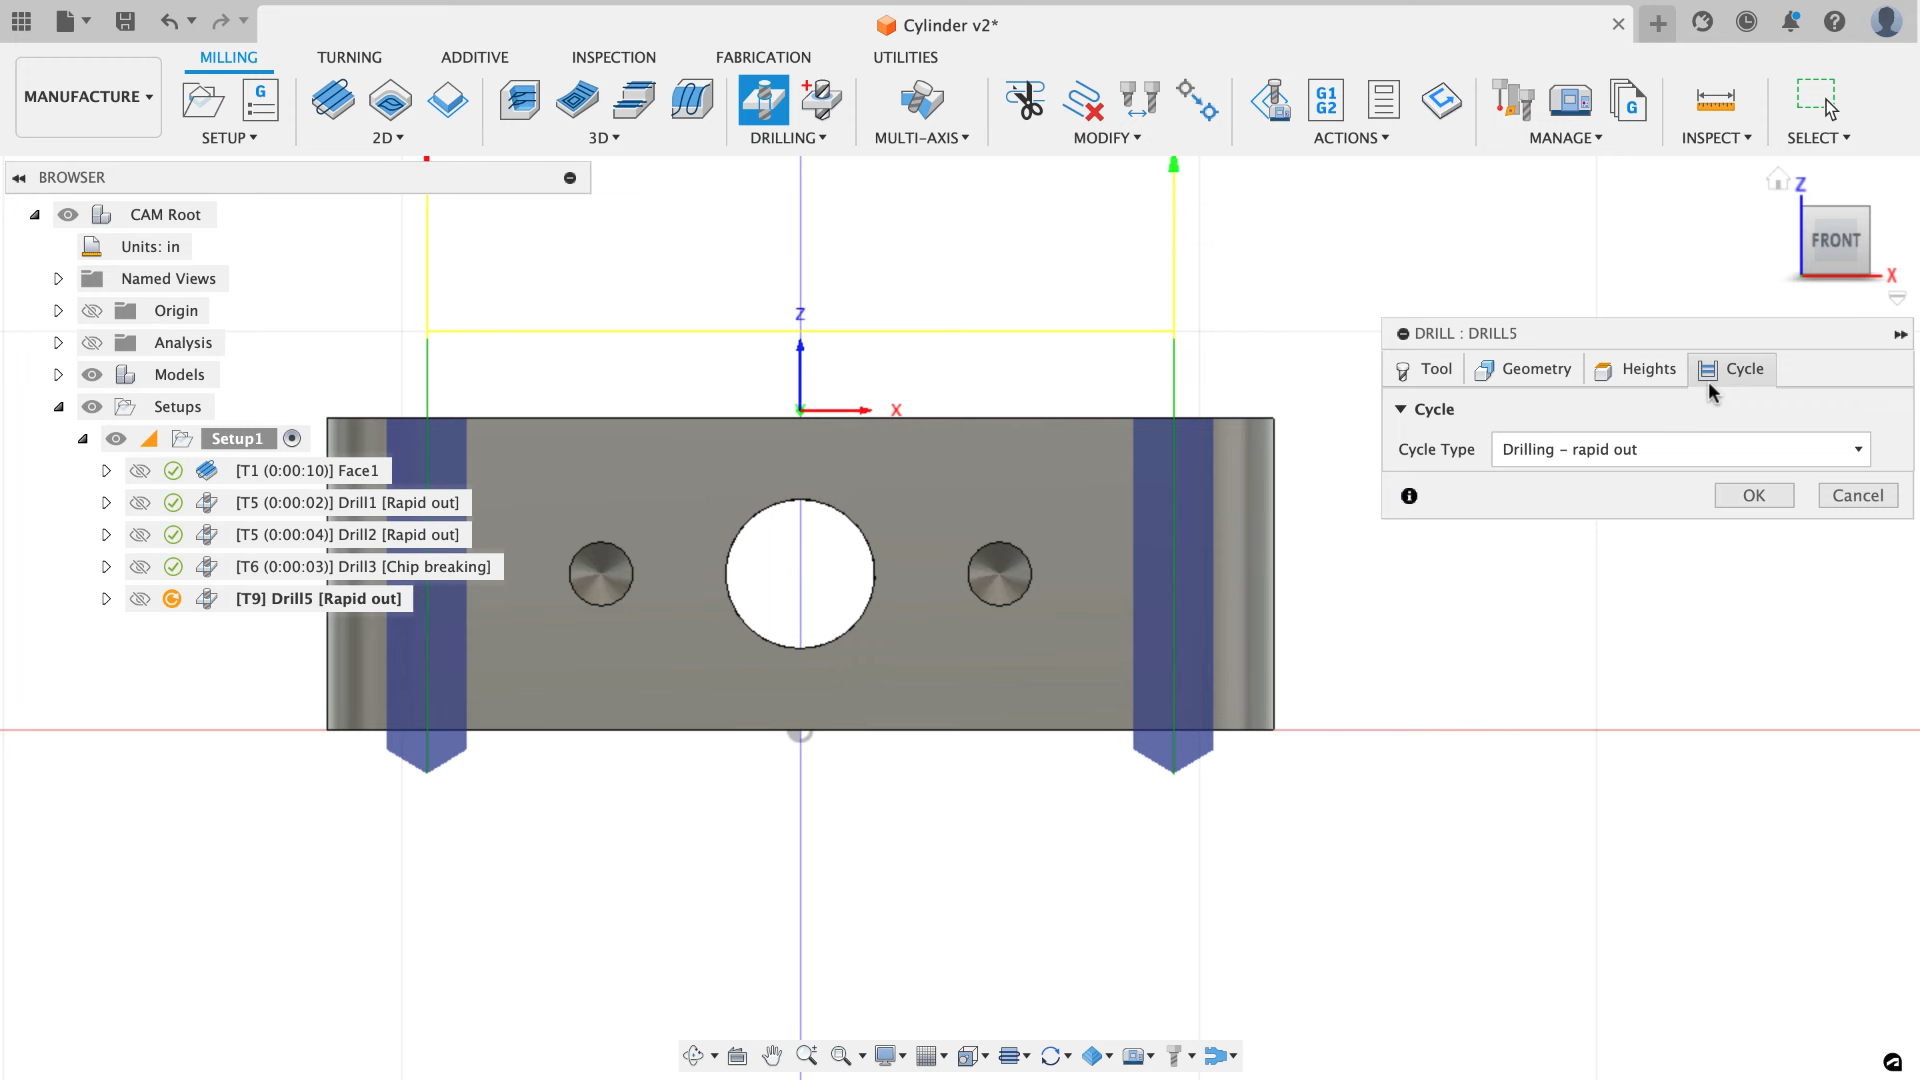 Cylinder v2*
MILLING
TURNING
ADDITIVE
INSPECTION
FABRICATION
UTILITIES
MANUFACTURE
G
G1
G2
G
SETUP
2D
3D
DRILLING
MULTI-AXIS
MODIFY
ACTIONS
MANAGE
INSPECT
SELECT
BROWSER
CAM Root
Units: in
Named Views
Origin
Analysis
Models
Setups
Setup1
[T1 (0:00:10)] Face1
[T5 (0:00:02)] Drill1 [Rapid out]
[T5 (0:00:04)] Drill2 [Rapid out]
[T6 (0:00:03)] Drill3 [Chip breaking]
[T9] Drill5 [Rapid out]
Z
X
Z
FRONT
X
DRILL : DRILL5
Tool
Geometry
Heights
Cycle
Cycle
Cycle Type
Drilling – rapid out
OK
Cancel